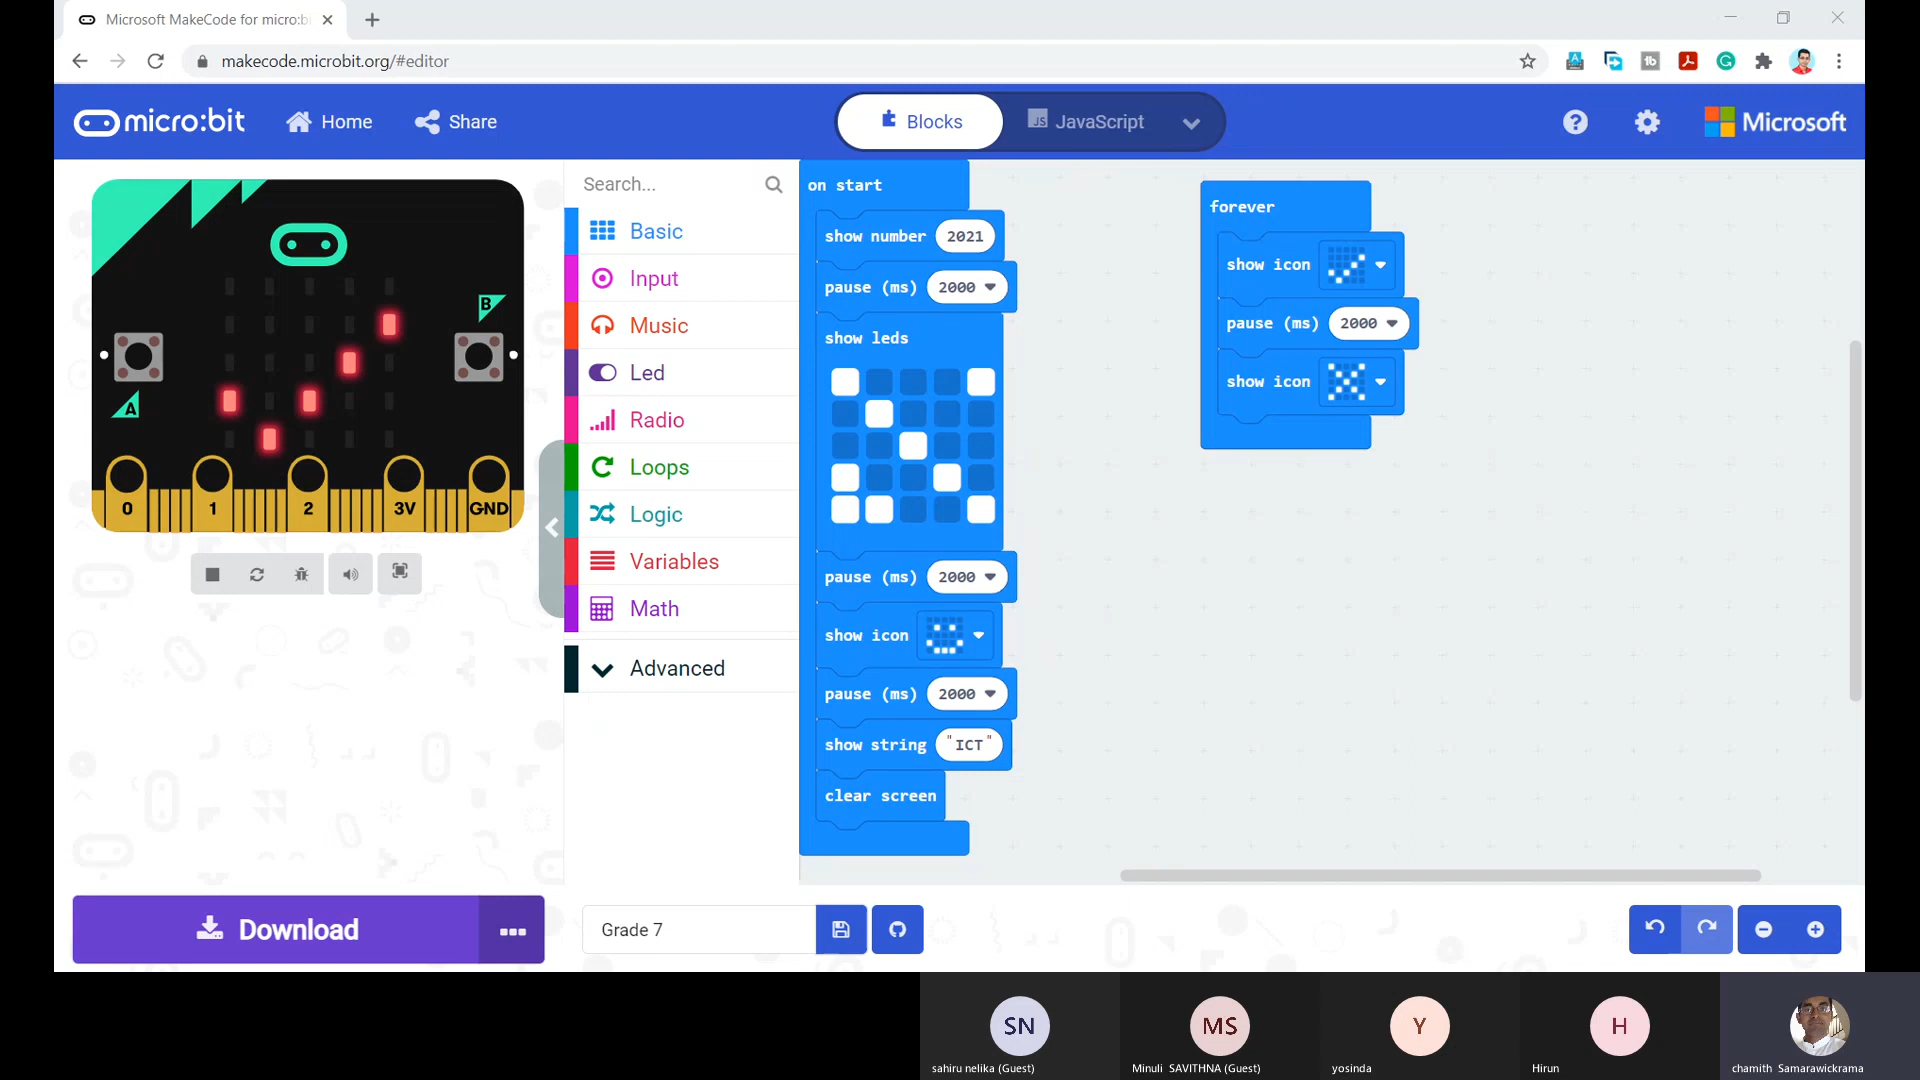 Microsoft MakeCode for micro:b
makecode.microbit.org/#editor
micro:bit
Home
Share
Blocks
JS
JavaScript
Microsoft
A
B
0
1
2
3V
GND
Search...
Basic
Input
Music
Led
Radio
Loops
Logic
Variables
Math
Advanced
on start
show number 2021
pause (ms) 2000
show leds
pause (ms) 2000
show icon
pause (ms) 2000
show string "ICT"
clear screen
forever
show icon
pause (ms) 2000
show icon
Download
Grade 7
SN
sahiru nelika (Guest)
MS
Minuli SAVITHNA (Guest)
Y
yosinda
H
Hirun
chamith Samarawickrama